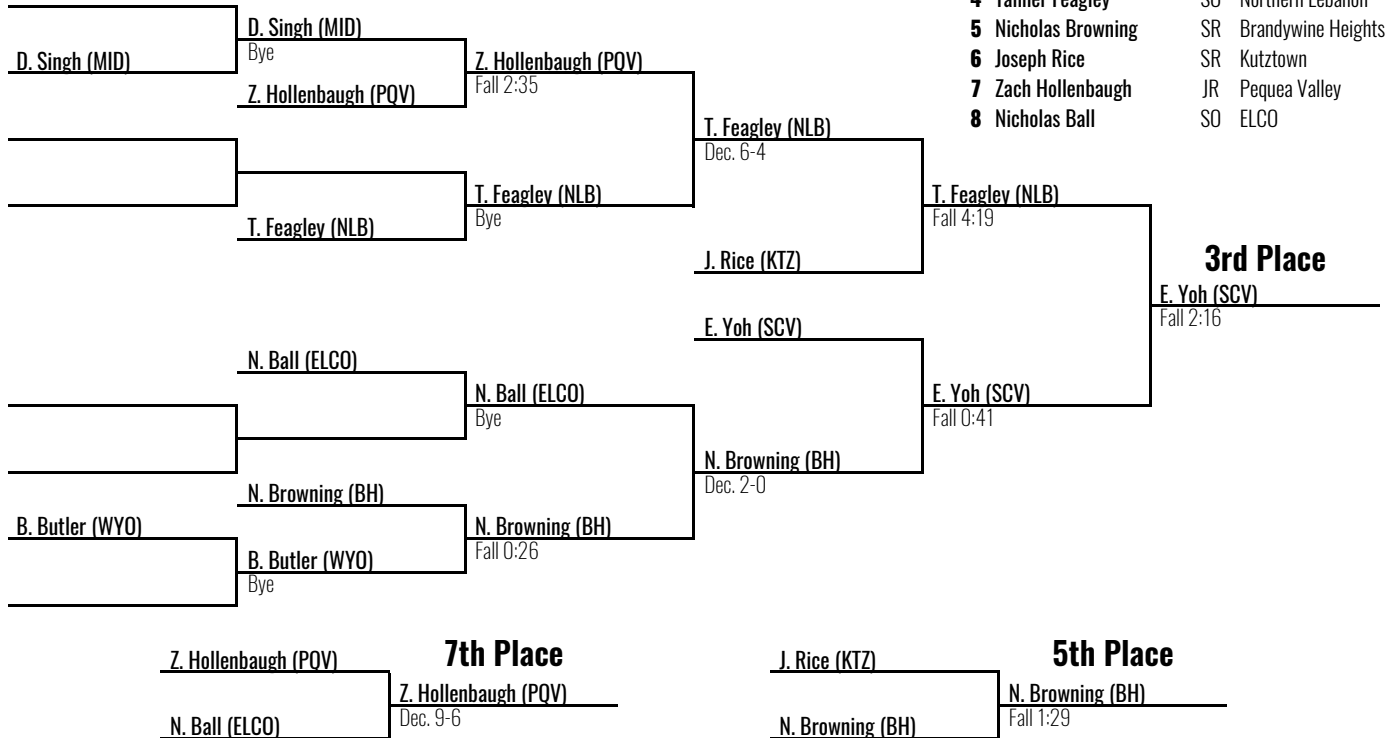 4 Tanner Feagley SO Northern Lebanon
5 Nicholas Browning SR Brandywine Heights
6 Joseph Rice SR Kutztown
7 Zach Hollenbaugh JR Pequea Valley
8 Nicholas Ball SO ELCO
D. Singh (MID)
D. Singh (MID)
Bye
Z. Hollenbaugh (PQV)
Z. Hollenbaugh (PQV)
Fall 2:35
T. Feagley (NLB)
Dec. 6-4
T. Feagley (NLB)
Bye
T. Feagley (NLB)
T. Feagley (NLB)
Fall 4:19
J. Rice (KTZ)
3rd Place
E. Yoh (SCV)
Fall 2:16
E. Yoh (SCV)
N. Ball (ELCO)
N. Ball (ELCO)
Bye
E. Yoh (SCV)
Fall 0:41
N. Browning (BH)
Dec. 2-0
N. Browning (BH)
B. Butler (WYO)
N. Browning (BH)
Fall 0:26
B. Butler (WYO)
Bye
7th Place
Z. Hollenbaugh (PQV)
Z. Hollenbaugh (PQV)
Dec. 9-6
N. Ball (ELCO)
5th Place
J. Rice (KTZ)
N. Browning (BH)
Fall 1:29
N. Browning (BH)